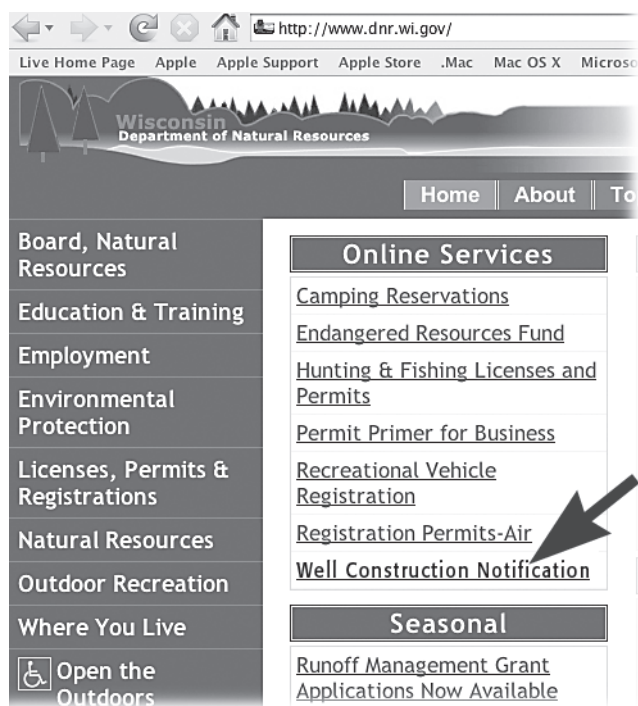 http://www.dnr.wi.gov/
Live Home Page Apple Apple Support Apple Store .Mac Mac OS X
Wisconsin
Department of Natural Resources
Home About
Board, Natural
Resources
Education & Training
Employment
Environmental
Protection
Licenses, Permits &
Registrations
Natural Resources
Outdoor Recreation
Where You Live
Open the
Outdoors
Online Services
Camping Reservations
Endangered Resources Fund
Hunting & Fishing Licenses and
Permits
Permit Primer for Business
Recreational Vehicle
Registration
Registration Permits-Air
Well Construction Notification
Seasonal
Runoff Management Grant
Applications Now Available